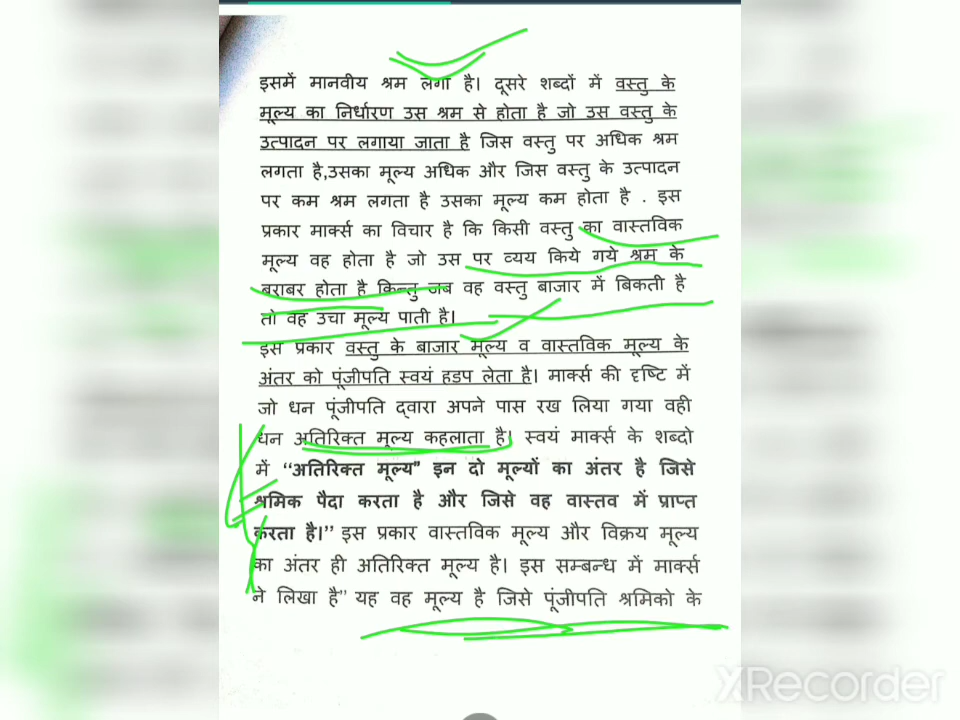 इसमें मानवीय श्रम लगा है। दूसरे शब्दों में वस्तु के
मूल्य का निर्धारण उस श्रम से होता है जो उस वस्तु के
उत्पादन पर लगाया जाता है जिस वस्तु पर अधिक श्रम
लगता है,उसका मूल्य अधिक और जिस वस्तु के उत्पादन
पर कम श्रम लगता है उसका मूल्य कम होता है . इस
प्रकार मार्क्स का विचार है कि किसी वस्तु का वास्तविक
मूल्य वह होता है जो उस पर व्यय किये गये श्रम के
बराबर होता है किन्तु जब वह वस्तु बाजार में बिकती है
तो वह उचा मूल्य पाती है।
इस प्रकार वस्तु के बाजार मूल्य व वास्तविक मूल्य के
अंतर को पूंजीपति स्वयं हडप लेता है। मार्क्स की दृष्टि में
जो धन पूंजीपति द्वारा अपने पास रख लिया गया वही
धन अतिरिक्त मूल्य कहलाता है। स्वयं मार्क्स के शब्दो
में “अतिरिक्त मूल्य” इन दो मूल्यों का अंतर है जिसे
श्रमिक पैदा करता है और जिसे वह वास्तव में प्राप्त
करता है।” इस प्रकार वास्तविक मूल्य और विक्रय मूल्य
का अंतर ही अतिरिक्त मूल्य है। इस सम्बन्ध में मार्क्स
ने लिखा है” यह वह मूल्य है जिसे पूंजीपति श्रमिको के
XRecorder